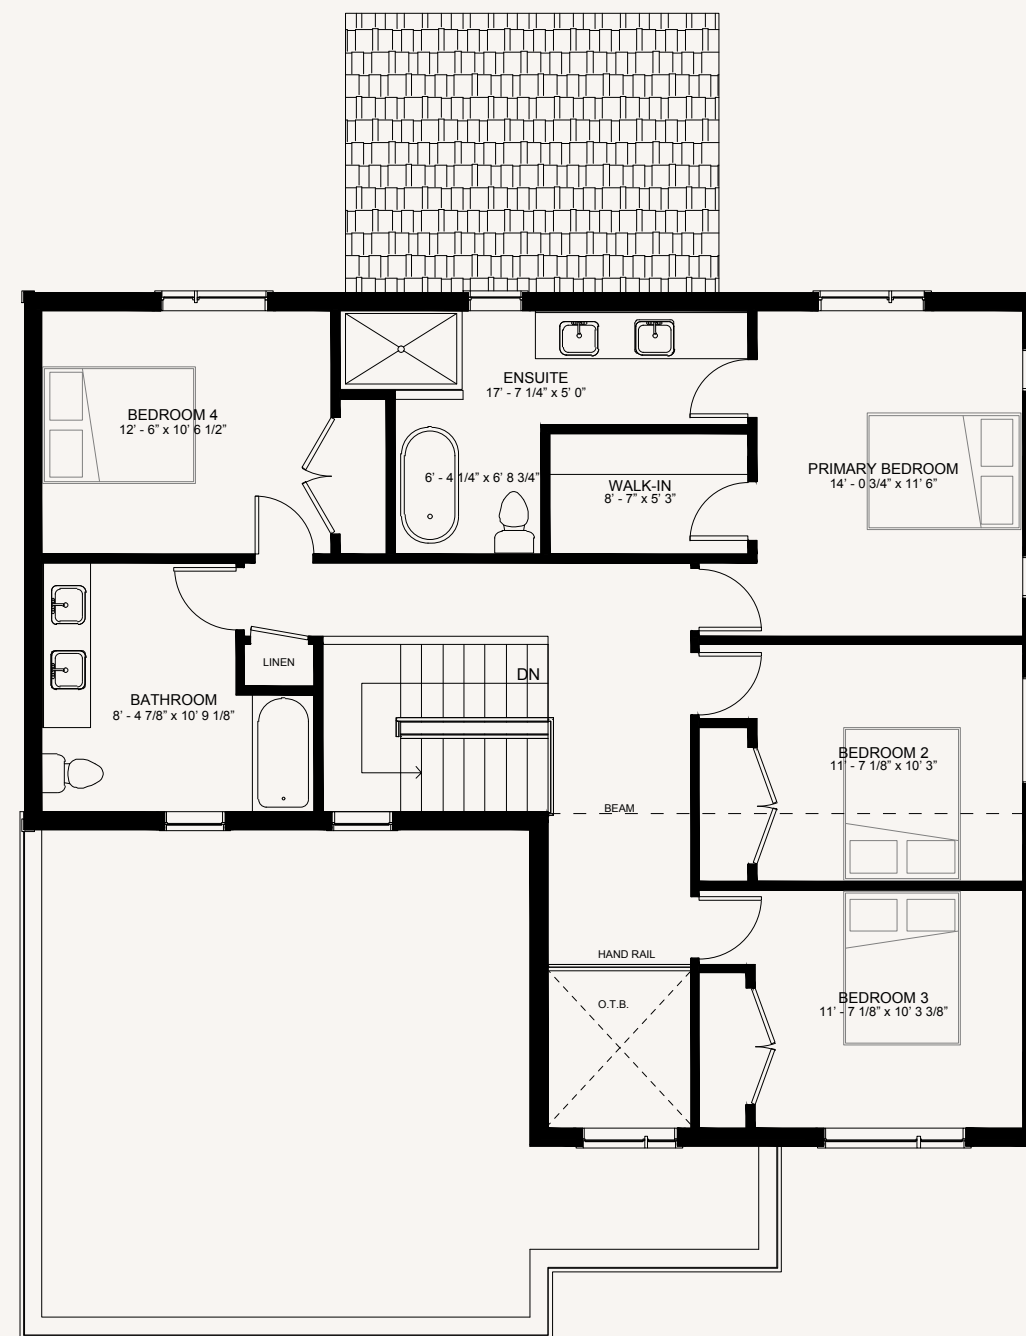 ENSUITE
17' - 7 1/4” x 5' 0”
BEDROOM 4
12' - 6” x 10' 6 1/2”
6' - 4 1/4” x 6' 8 3/4”
WALK-IN
8' - 7” x 5' 3”
PRIMARY BEDROOM
14' - 0 3/4” x 11' 6”
LINEN
DN
BATHROOM
8' - 4 7/8” x 10' 9 1/8”
BEDROOM 2
11' - 7 1/8” x 10' 3”
BEAM
HAND RAIL
O.T.B.
BEDROOM 3
11' - 7 1/8” x 10' 3 3/8”